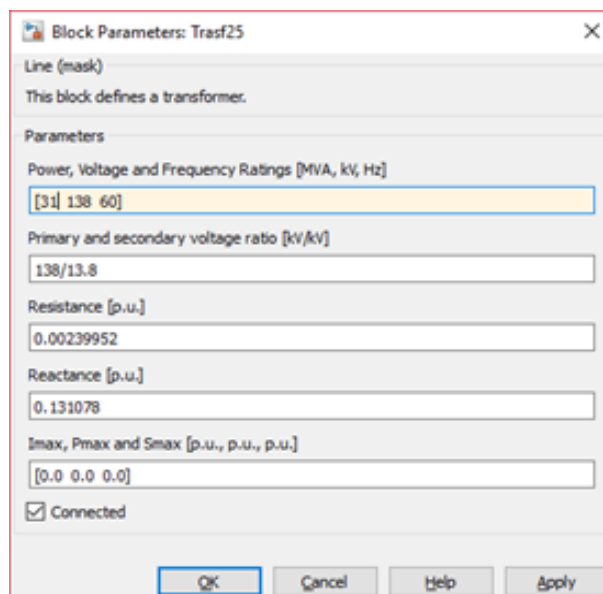 Block Parameters: Trasf25
Line (mask)
This block defines a transformer.
Parameters
Power, Voltage and Frequency Ratings [MVA, kV, Hz]
[31 138 60]
Primary and secondary voltage ratio [kV/kV]
138/13.8
Resistance [p.u.]
0.00239952
Reactance [p.u.]
0.131078
Imax, Pmax and Smax [p.u., p.u., p.u.]
[0.0 0.0 0.0]
Connected
OK Cancel Help Apply